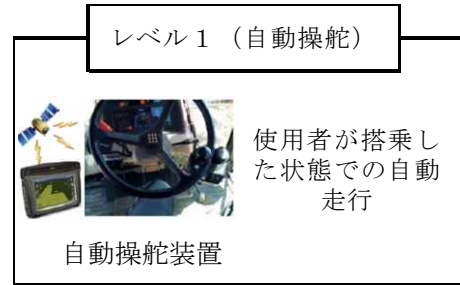 レベル１（自動操舵）
使用者が搭乗し
た状態での自動
走行
自動操舵装置